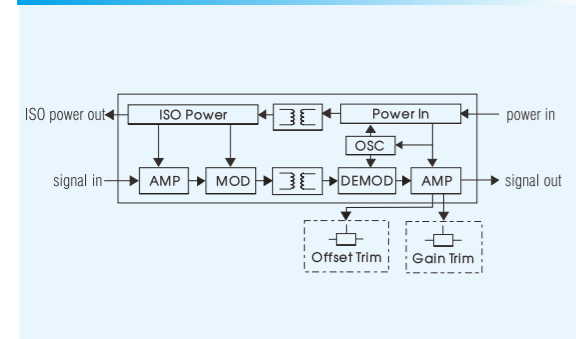 ISO power out
ISO Power
Power In
power in
OSC
signal in
AMP
MOD
DEMOD
AMP
signal out
Offset Trim
Gain Trim